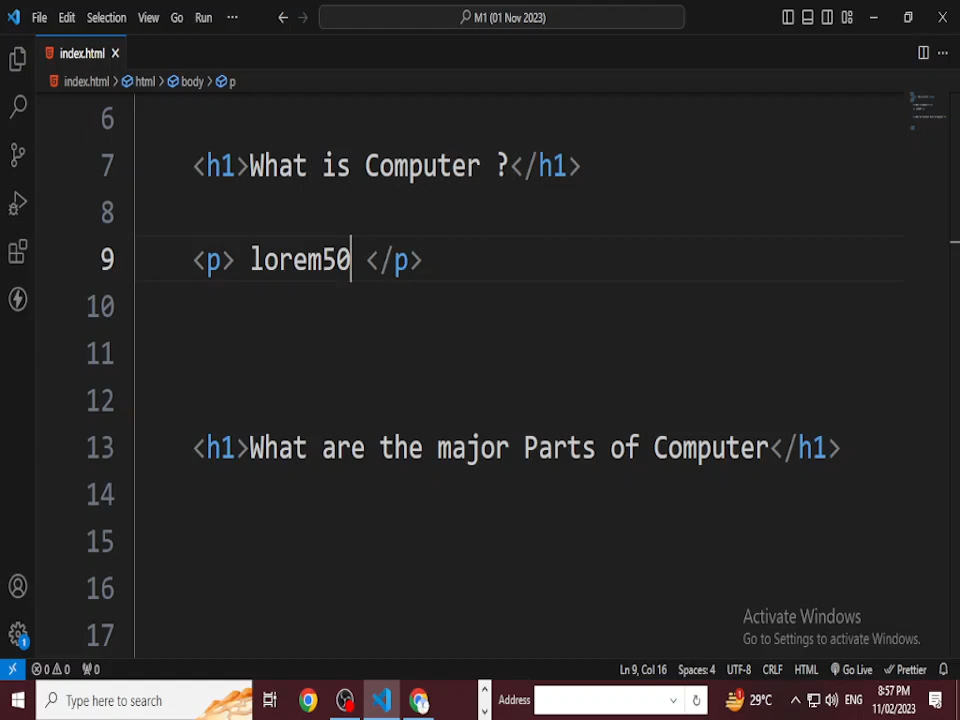 File Edit Selection View Go Run ···
M1 (01 Nov 2023)
index.html
index.html > html > body > p
6
7 <h1>What is Computer ?</h1>
8
9 <p> lorem50 </p>
10
11
12
13 <h1>What are the major Parts of Computer</h1>
14
15
16
17
Activate Windows
Go to Settings to activate Windows.
1
0 0 0 Ln 9, Col 16 Spaces: 4 UTF-8 CRLF HTML Go Live Prettier
Type here to search Address 29°C ENG 8:57 PM
11/02/2023